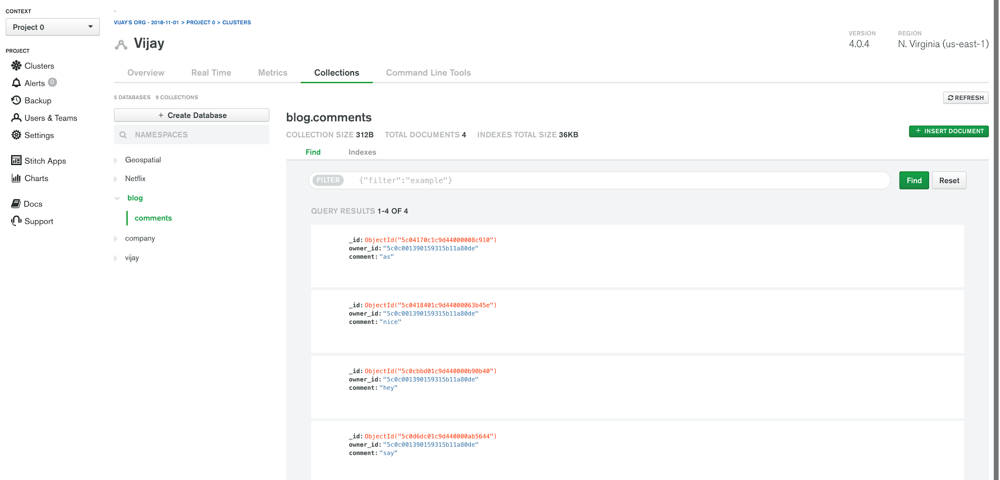 CONTEXT
Project 0
PROJECT
Clusters
Alerts 0
Backup
Users & Teams
Settings
Stitch Apps
Charts
Docs
Support
VIJAY'S ORG - 2018-11-01 > PROJECT 0 > CLUSTERS
Vijay
VERSION
4.0.4
REGION
N. Virginia (us-east-1)
Overview Real Time Metrics Collections Command Line Tools
5 DATABASES 9 COLLECTIONS
REFRESH
+ Create Database
NAMESPACES
Geospatial
Netflix
blog
comments
company
vijay
blog.comments
COLLECTION SIZE 312B TOTAL DOCUMENTS 4 INDEXES TOTAL SIZE 36KB
+ INSERT DOCUMENT
Find Indexes
FILTER {"filter":"example"}
Find Reset
QUERY RESULTS 1-4 OF 4
_id: ObjectId("5c04170c1c9d44000008c910")
owner_id: "5c0c001390159315b11a80de"
comment: "as"
_id: ObjectId("5c0418401c9d44000063b45e")
owner_id: "5c0c001390159315b11a80de"
comment: "nice"
_id: ObjectId("5c0cbbd01c9d440000b90b40")
owner_id: "5c0c001390159315b11a80de"
comment: "hey"
_id: ObjectId("5c0d6dc01c9d440000ab5644")
owner_id: "5c0c001390159315b11a80de"
comment: "say"